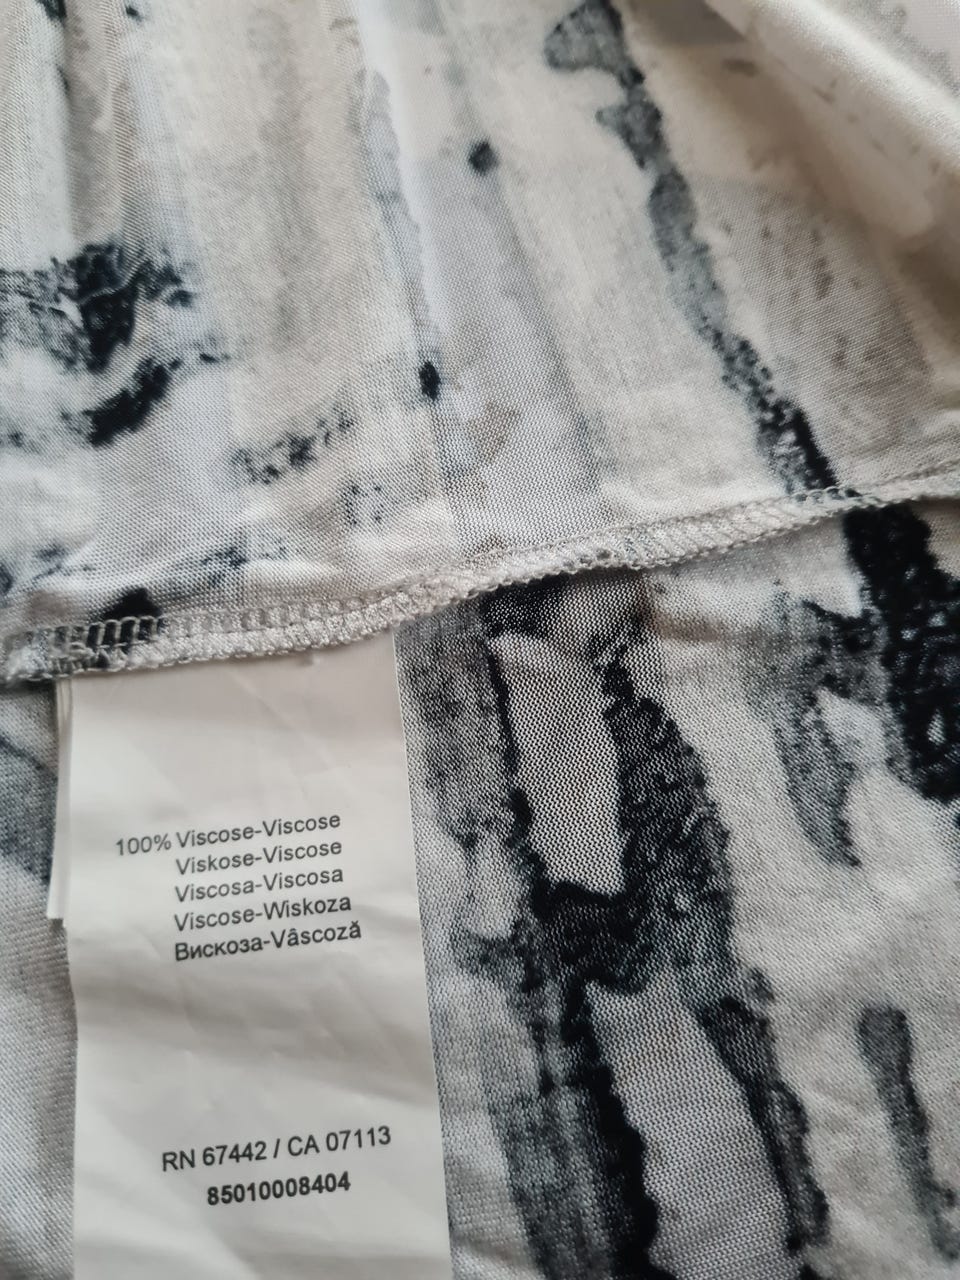 100% Viscose-Viscose
Viskose-Viscose
Viscosa-Viscosa
Viscose-Wiskoza
Вискоза-Vâscoză
RN 67442 / CA 07113
85010008404